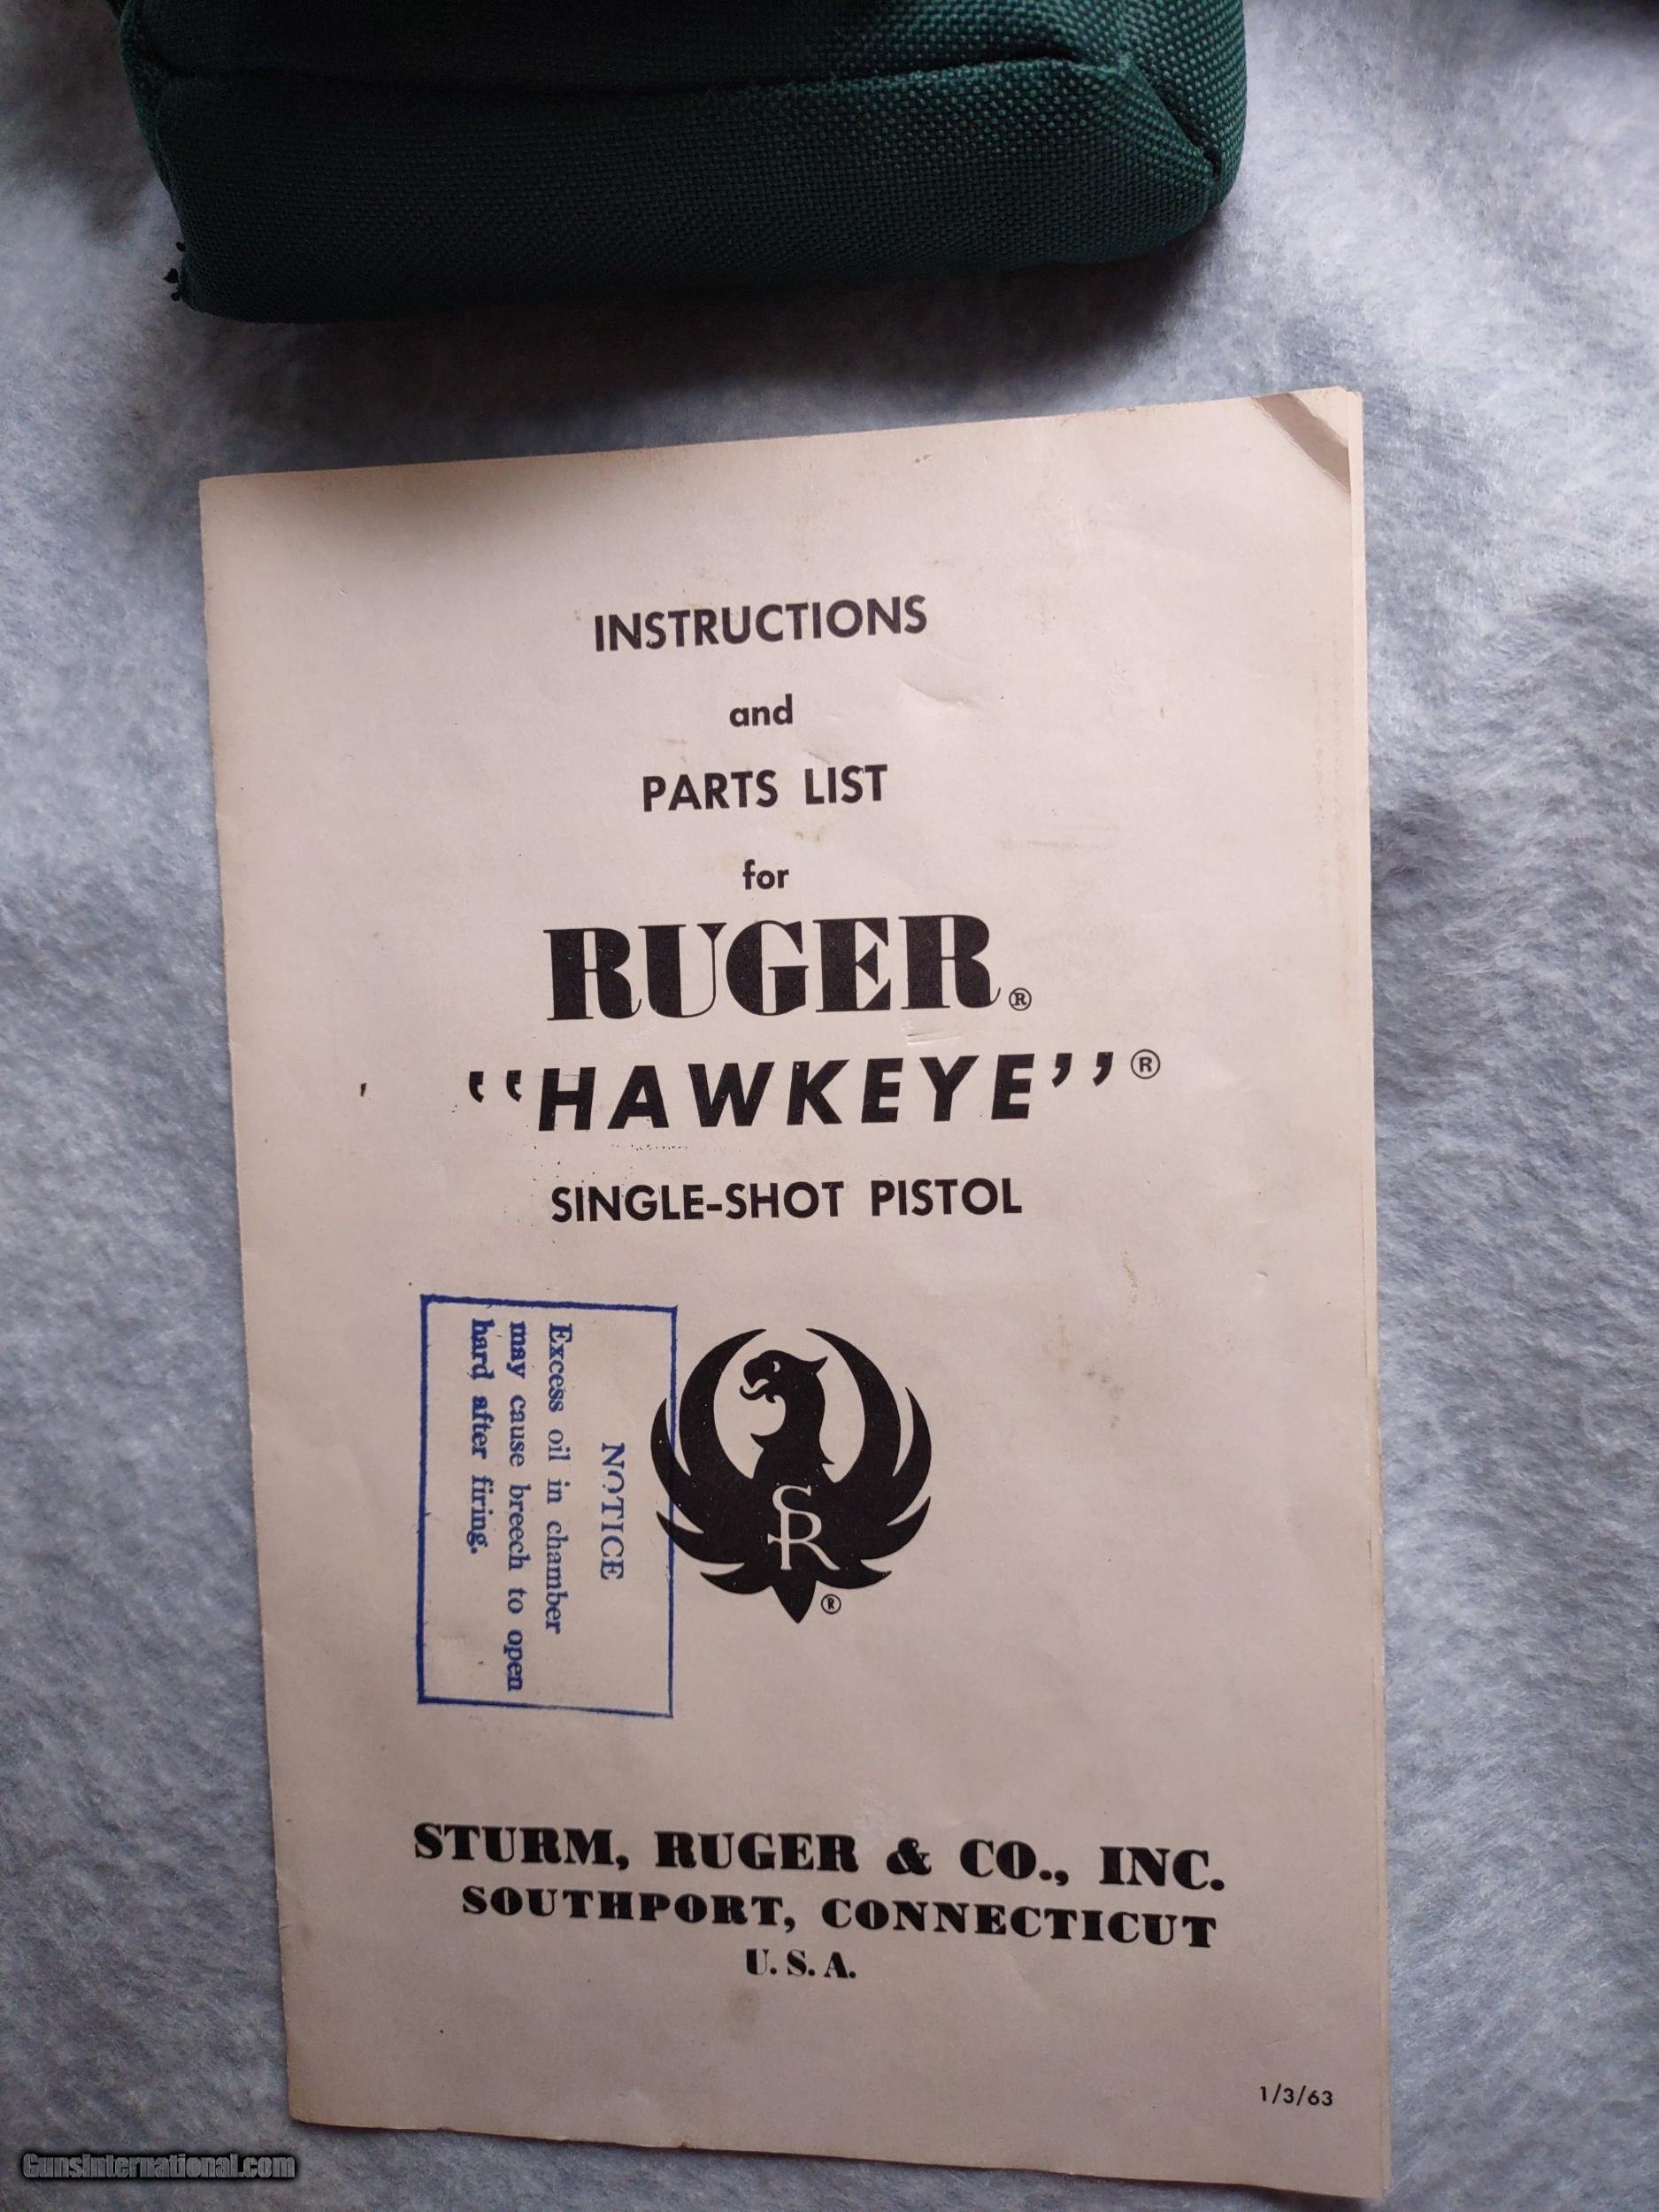 INSTRUCTIONS
and
PARTS LIST
for
RUGER®
“HAWKEYE”®
SINGLE-SHOT PISTOL
NOTICE
Excess oil in chamber
may cause breech to open
hard after firing.
SR
®
STURM, RUGER & CO., INC.
SOUTHPORT, CONNECTICUT
U. S. A.
1/3/63
GunsInternational.com